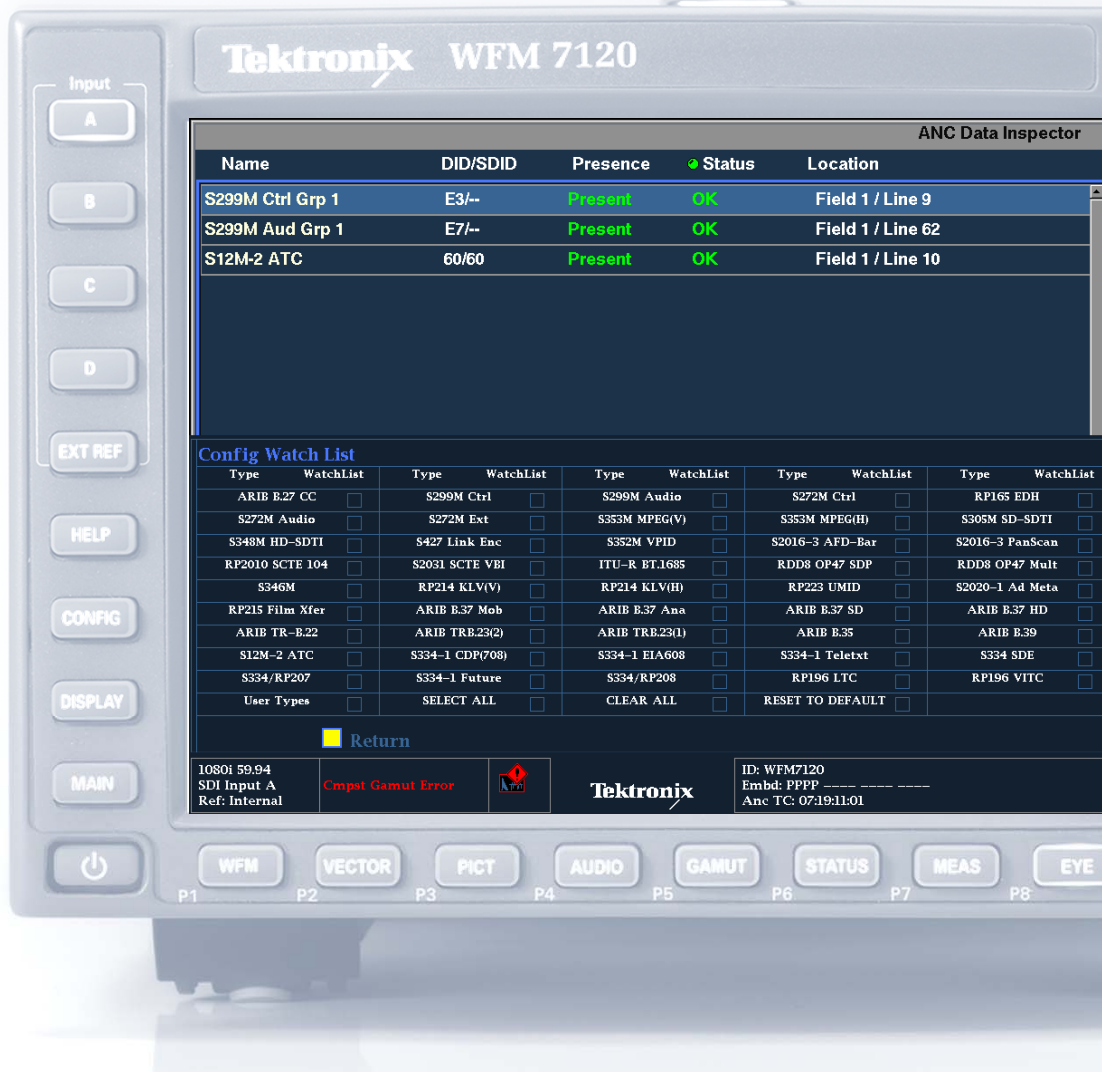 Tektronix WFM 7120
Input
A
B
C
D
EXT REF
HELP
CONFIG
DISPLAY
MAIN
ANC Data Inspector
Name DID/SDID Presence Status Location
S299M Ctrl Grp 1 E3/-- Present OK Field 1 / Line 9
S299M Aud Grp 1 E7/-- Present OK Field 1 / Line 62
S12M-2 ATC 60/60 Present OK Field 1 / Line 10
Config Watch List
Type WatchList Type WatchList Type WatchList Type WatchList Type WatchList
ARIB B.27 CC S299M Ctrl S299M Audio S272M Ctrl RP165 EDH
S272M Audio S272M Ext S353M MPEG(V) S353M MPEG(H) S305M SD-SDTI
S348M HD-SDTI S427 Link Enc S352M VPID S2016-3 AFD-Bar S2016-3 PanScan
RP2010 SCTE 104 S2031 SCTE VBI ITU-R BT.1685 RDD8 OP47 SDP RDD8 OP47 Mult
S346M RP214 KLV(V) RP214 KLV(H) RP223 UMID S2020-1 Ad Meta
RP215 Film Xfer ARIB B.37 Mob ARIB B.37 Ana ARIB B.37 SD ARIB B.37 HD
ARIB TR-B.22 ARIB TRB.23(2) ARIB TRB.23(1) ARIB B.35 ARIB B.39
S12M-2 ATC S334-1 CDP(708) S334-1 EIA608 S334-1 Teletxt S334 SDE
S334/RP207 S334-1 Future S334/RP208 RP196 LTC RP196 VITC
User Types SELECT ALL CLEAR ALL RESET TO DEFAULT
Return
1080i 59.94
SDI Input A
Ref: Internal
Cmpst Gamut Error
Tektronix
ID: WFM7120
Embd: PPPP ---- ---- ----
Anc TC: 07:19:11:01
WFM VECTOR PICT AUDIO GAMUT STATUS MEAS EYE
P1 P2 P3 P4 P5 P6 P7 P8